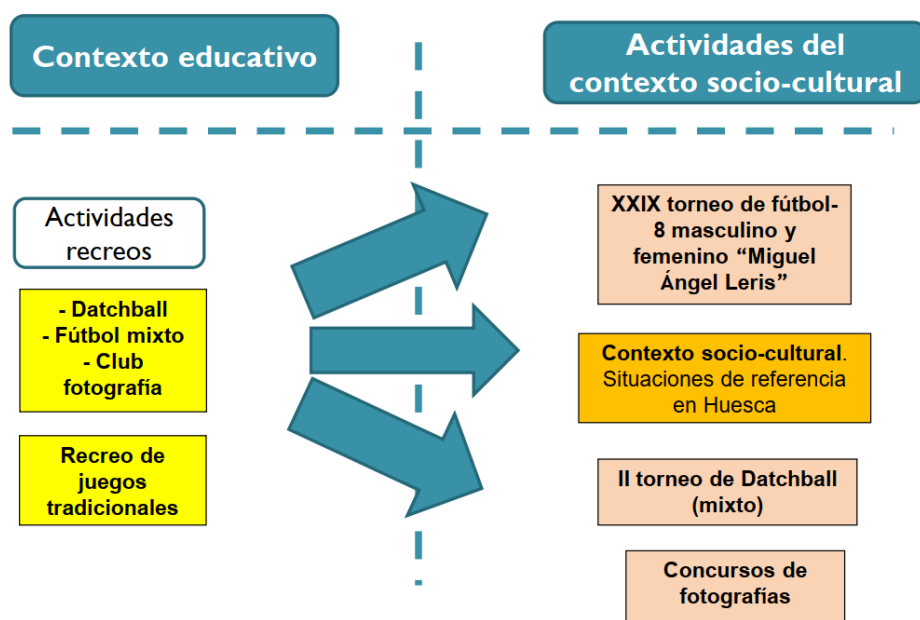 Contexto educativo
Actividades del
contexto socio-cultural
Actividades
recreos
- Datchball
- Fútbol mixto
- Club
fotografía
Recreo de
juegos
tradicionales
XXIX torneo de fútbol-
8 masculino y
femenino “Miguel
Ángel Leris”
Contexto socio-cultural.
Situaciones de referencia
en Huesca
II torneo de Datchball
(mixto)
Concursos de
fotografías